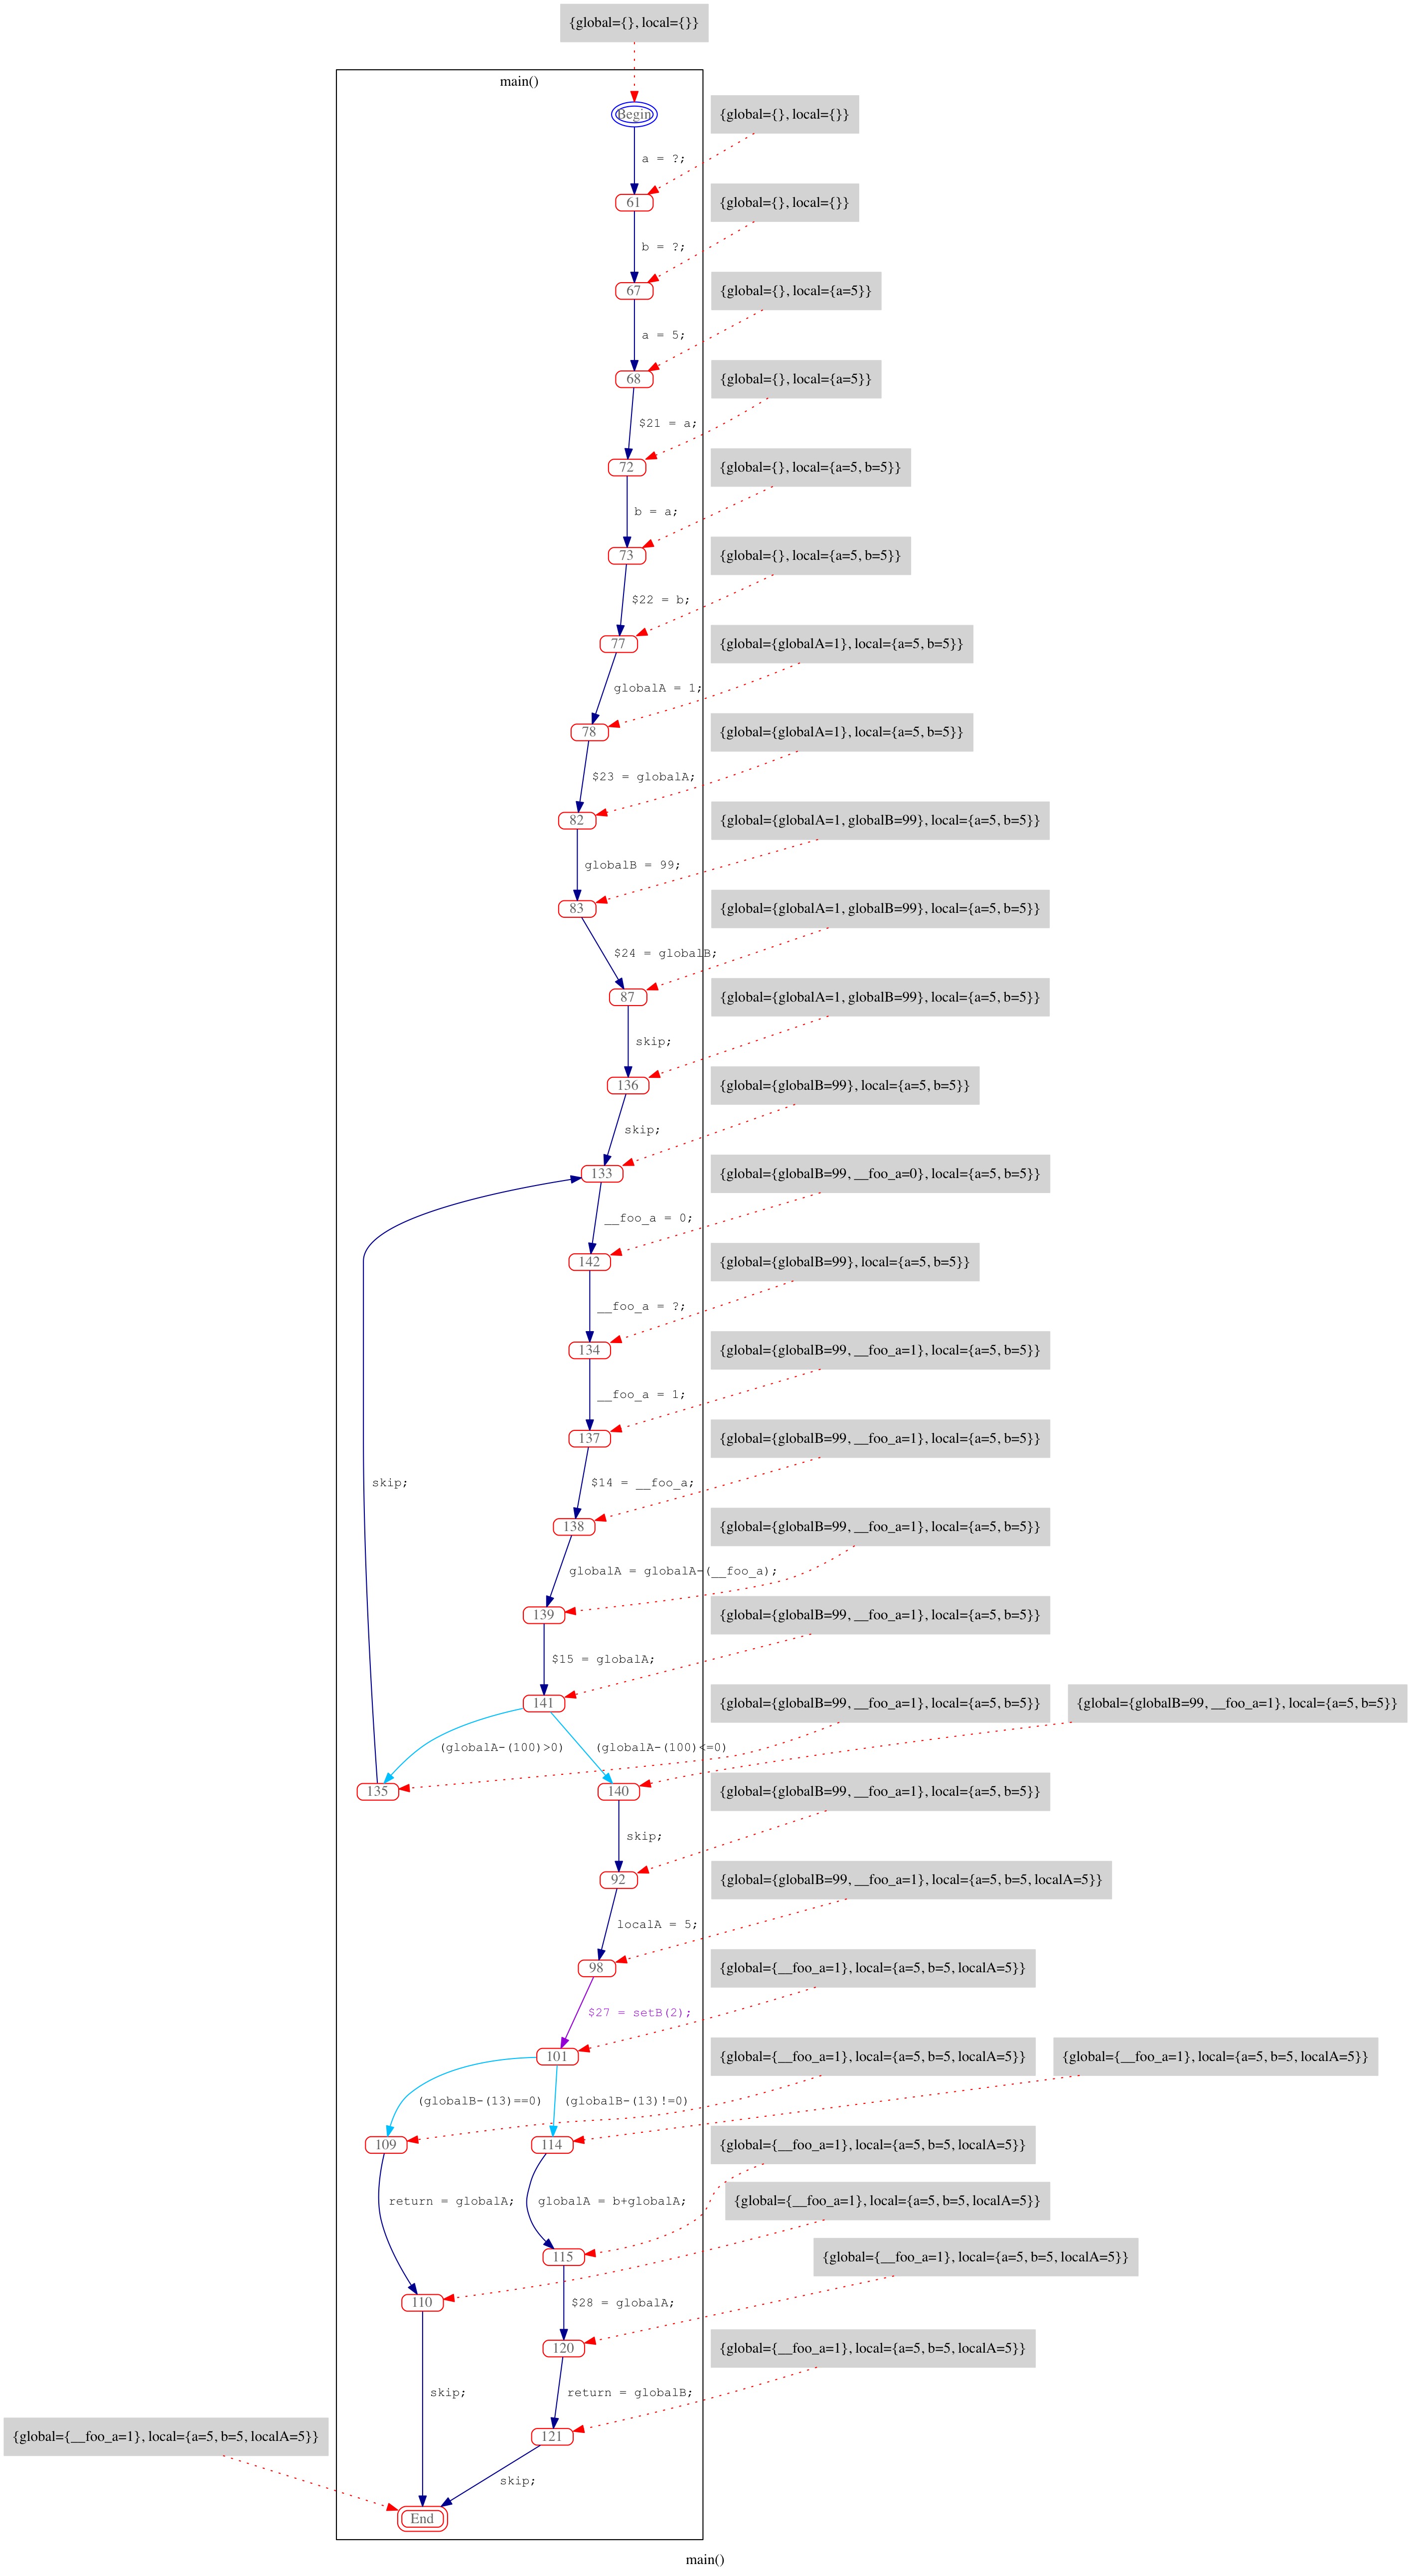 {global={}, local={}}
main()
Begin
{global={}, local={}}
a = ?;
61
{global={}, local={}}
b = ?;
67
{global={}, local={a=5}}
a = 5;
68
{global={}, local={a=5}}
$21 = a;
72
{global={}, local={a=5, b=5}}
b = a;
73
{global={}, local={a=5, b=5}}
$22 = b;
77
{global={globalA=1}, local={a=5, b=5}}
globalA = 1;
78
{global={globalA=1}, local={a=5, b=5}}
$23 = globalA;
82
{global={globalA=1, globalB=99}, local={a=5, b=5}}
globalB = 99;
83
{global={globalA=1, globalB=99}, local={a=5, b=5}}
$24 = globalB;
87
{global={globalA=1, globalB=99}, local={a=5, b=5}}
skip;
136
{global={globalB=99}, local={a=5, b=5}}
skip;
133
{global={globalB=99, __foo_a=0}, local={a=5, b=5}}
__foo_a = 0;
142
{global={globalB=99}, local={a=5, b=5}}
__foo_a = ?;
134
{global={globalB=99, __foo_a=1}, local={a=5, b=5}}
__foo_a = 1;
137
{global={globalB=99, __foo_a=1}, local={a=5, b=5}}
skip;
$14 = __foo_a;
138
{global={globalB=99, __foo_a=1}, local={a=5, b=5}}
globalA = globalA-(__foo_a);
139
{global={globalB=99, __foo_a=1}, local={a=5, b=5}}
$15 = globalA;
141
{global={globalB=99, __foo_a=1}, local={a=5, b=5}}
{global={globalB=99, __foo_a=1}, local={a=5, b=5}}
(globalA-(100)>0)
(globalA-(100)<=0)
135
140
{global={globalB=99, __foo_a=1}, local={a=5, b=5}}
skip;
92
{global={globalB=99, __foo_a=1}, local={a=5, b=5, localA=5}}
localA = 5;
98
{global={__foo_a=1}, local={a=5, b=5, localA=5}}
$27 = setB(2);
101
{global={__foo_a=1}, local={a=5, b=5, localA=5}}
{global={__foo_a=1}, local={a=5, b=5, localA=5}}
(globalB-(13)==0)
(globalB-(13)!=0)
109
114
{global={__foo_a=1}, local={a=5, b=5, localA=5}}
return = globalA;
globalA = b+globalA;
{global={__foo_a=1}, local={a=5, b=5, localA=5}}
115
{global={__foo_a=1}, local={a=5, b=5, localA=5}}
110
$28 = globalA;
120
{global={__foo_a=1}, local={a=5, b=5, localA=5}}
skip;
return = globalB;
{global={__foo_a=1}, local={a=5, b=5, localA=5}}
121
skip;
End
main()